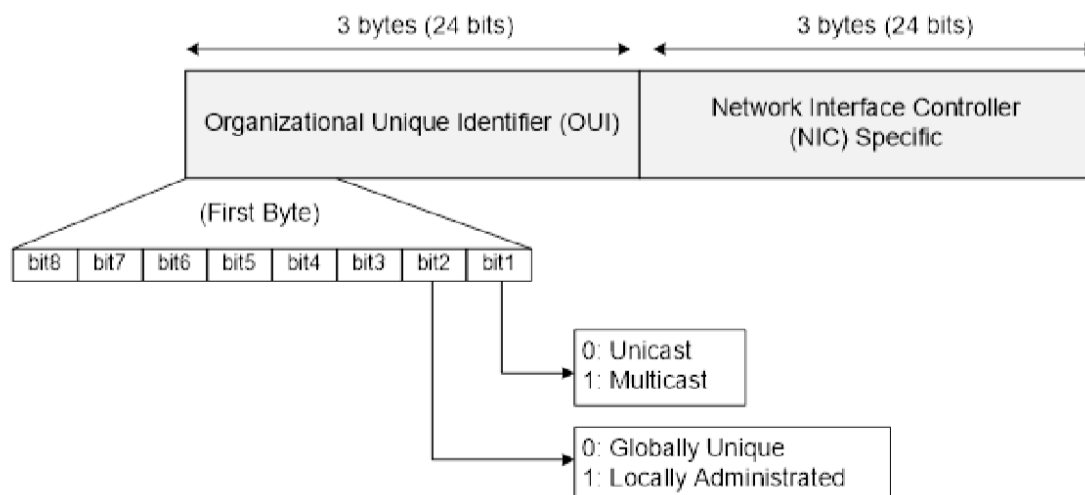 3 bytes (24 bits)
3 bytes (24 bits)
Organizational Unique Identifier (OUI)
Network Interface Controller
(NIC) Specific
(First Byte)
bit8 bit7 bit6 bit5 bit4 bit3 bit2 bit1
0: Unicast
1: Multicast
0: Globally Unique
1: Locally Administrated